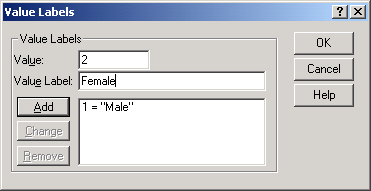 Value Labels
Value Labels
Value: 2
Value Label: Female
Add
Change
Remove
1 = "Male"
OK
Cancel
Help